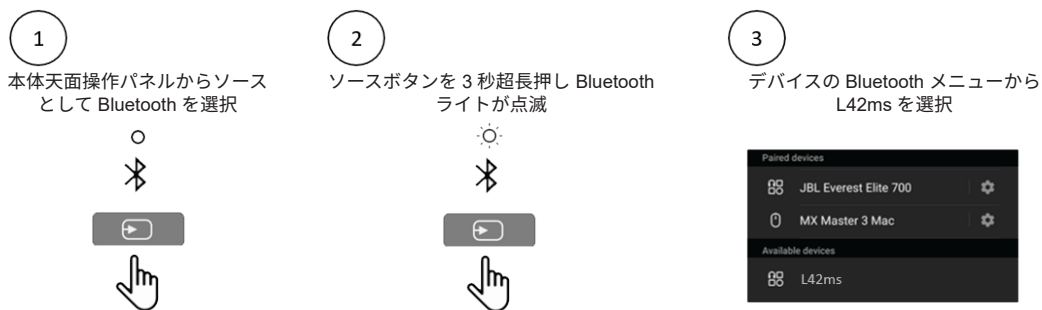 1
本体天面操作パネルからソース
として Bluetooth を選択
2
ソースボタンを 3 秒超長押し Bluetooth
ライトが点滅
3
デバイスの Bluetooth メニューから
L42ms を選択
Paired devices
JBL Everest Elite 700
MX Master 3 Mac
Available devices
L42ms